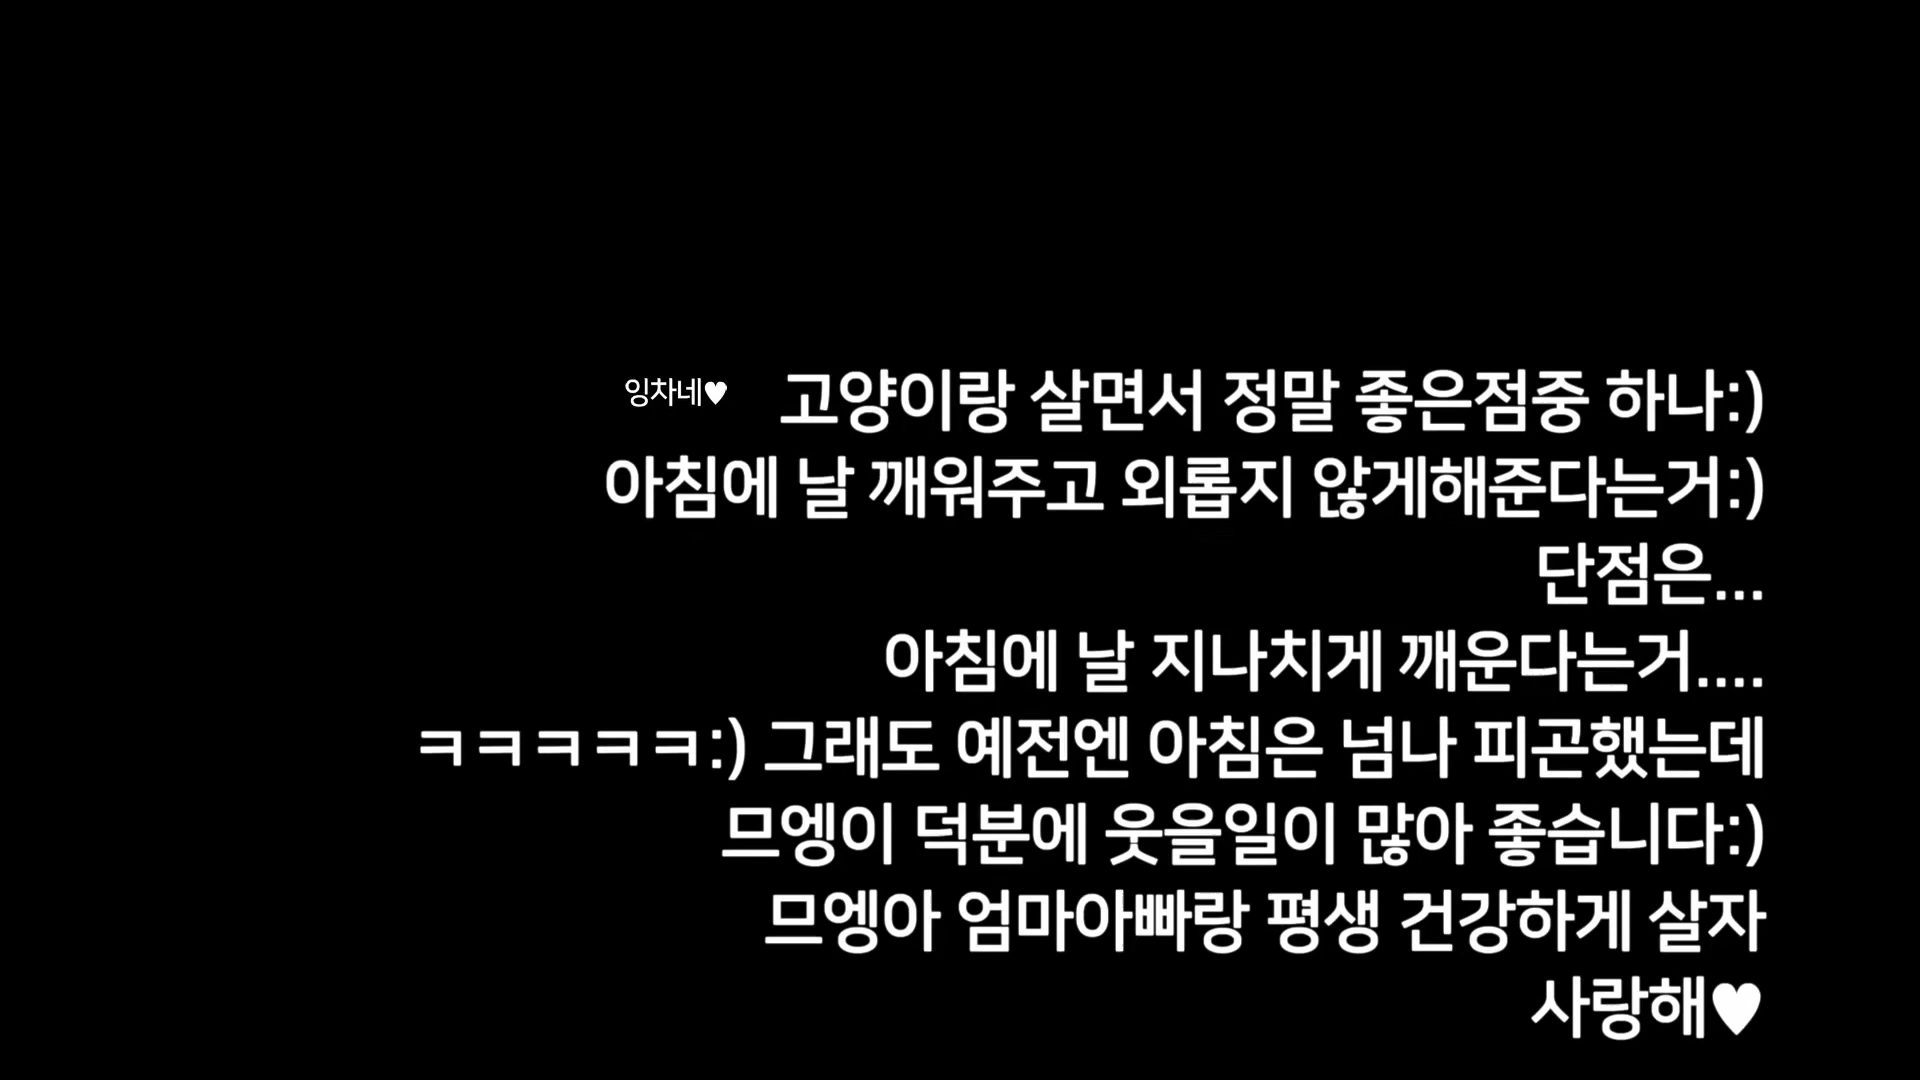 잉차네♥ 고양이랑 살면서 정말 좋은점중 하나:)
아침에 날 깨워주고 외롭지 않게해준다는거:)
단점은...
아침에 날 지나치게 깨운다는거....
ㅋㅋㅋㅋㅋ:) 그래도 예전엔 아침은 넘나 피곤했는데
므엥이 덕분에 웃을일이 많아 좋습니다:)
므엥아 엄마아빠랑 평생 건강하게 살자
사랑해♥